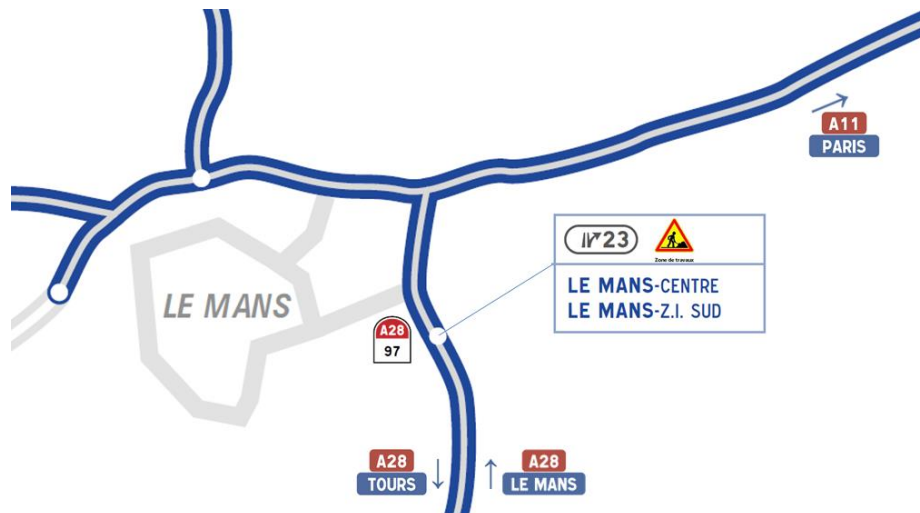 A11
PARIS
23
Zone de travaux
LE MANS-CENTRE
LE MANS-Z.I. SUD
LE MANS
A28
97
A28
TOURS
A28
LE MANS